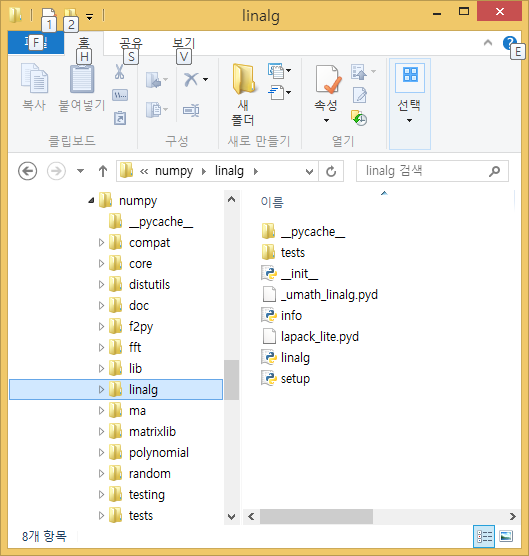 linalg
1 2
파일 홈 공유 보기
F H S V E
복사 붙여넣기 새 폴더 속성 선택
클립보드 구성 새로 만들기 열기
« numpy linalg
linalg 검색
numpy
__pycache__
compat
core
distutils
doc
f2py
fft
lib
linalg
ma
matrixlib
polynomial
random
testing
tests
이름
__pycache__
tests
__init__
_umath_linalg.pyd
info
lapack_lite.pyd
linalg
setup
8개 항목